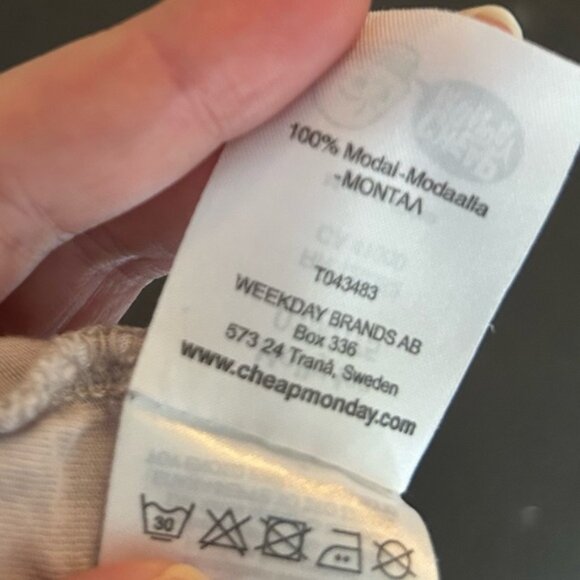 100% Modal-Modaalia
-ΜΟΝΤΑΛ
T043483
WEEKDAY BRANDS AB
Box 336
573 24 Tranå, Sweden
www.cheapmonday.com
30